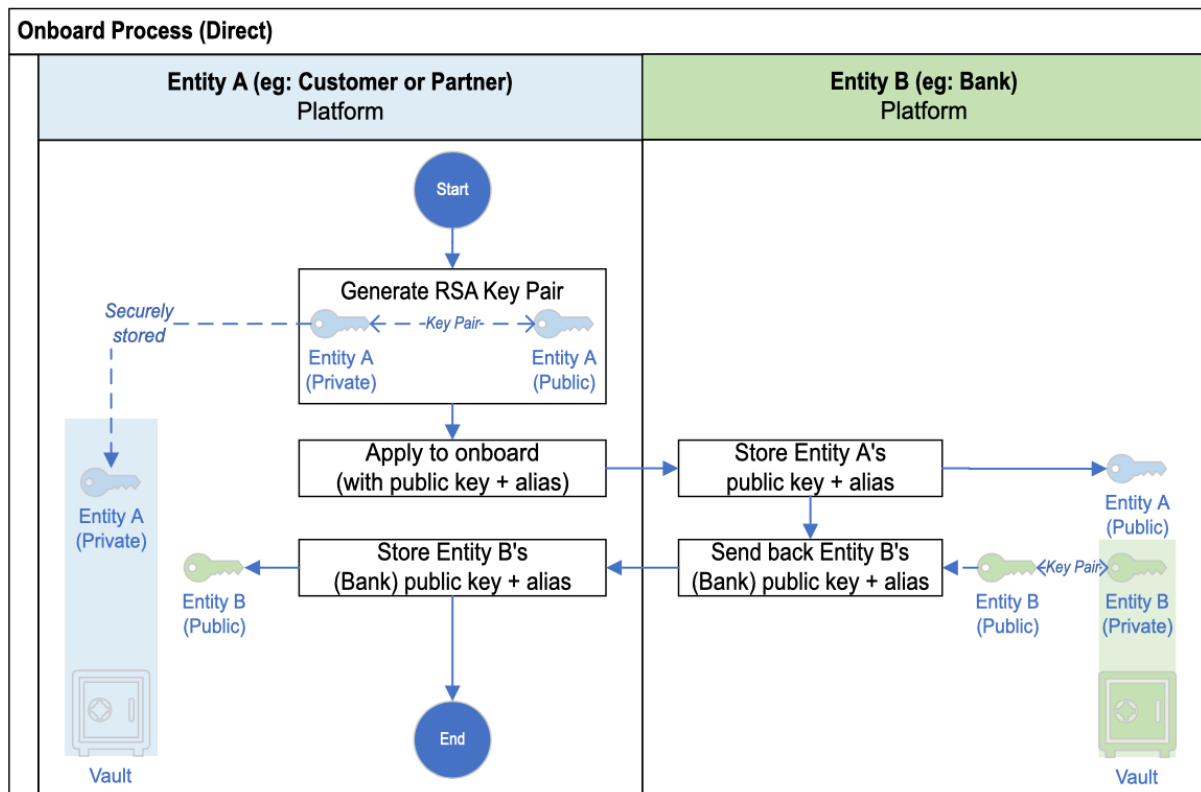 Onboard Process (Direct)
Entity A (eg: Customer or Partner)
Platform
Entity B (eg: Bank)
Platform
Start
Generate RSA Key Pair
Securely
stored
Key Pair
Entity A
(Private)
Entity A
(Public)
Apply to onboard
(with public key + alias)
Store Entity A's
public key + alias
Entity A
(Private)
Entity A
(Public)
Store Entity B's
(Bank) public key + alias
Send back Entity B's
(Bank) public key + alias
Key Pair
Entity B
(Public)
Entity B
(Public)
Entity B
(Private)
End
Vault
Vault